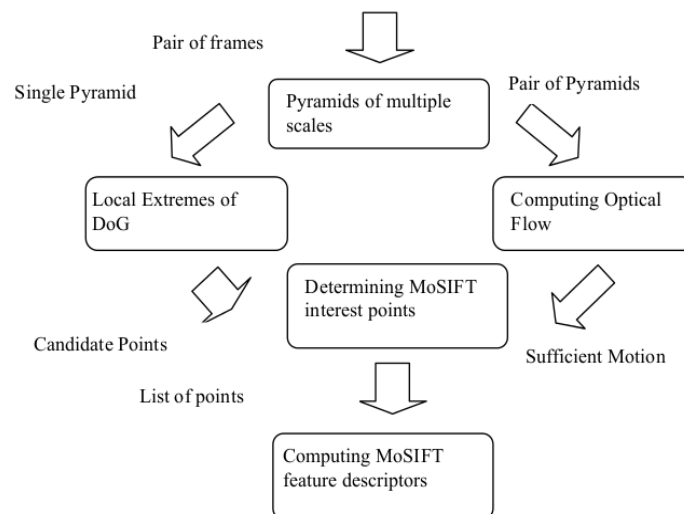 Pair of frames
Single Pyramid
Pyramids of multiple
scales
Pair of Pyramids
Local Extremes of
DoG
Computing Optical
Flow
Determining MoSIFT
interest points
Candidate Points
Sufficient Motion
List of points
Computing MoSIFT
feature descriptors